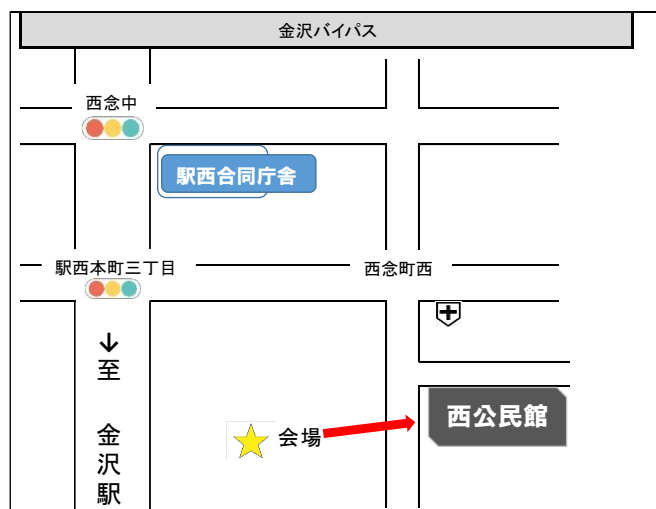 金沢バイパス
西念中
駅西合同庁舎
駅西本町三丁目
西念町西
↓至 金沢駅
会場
西公民館